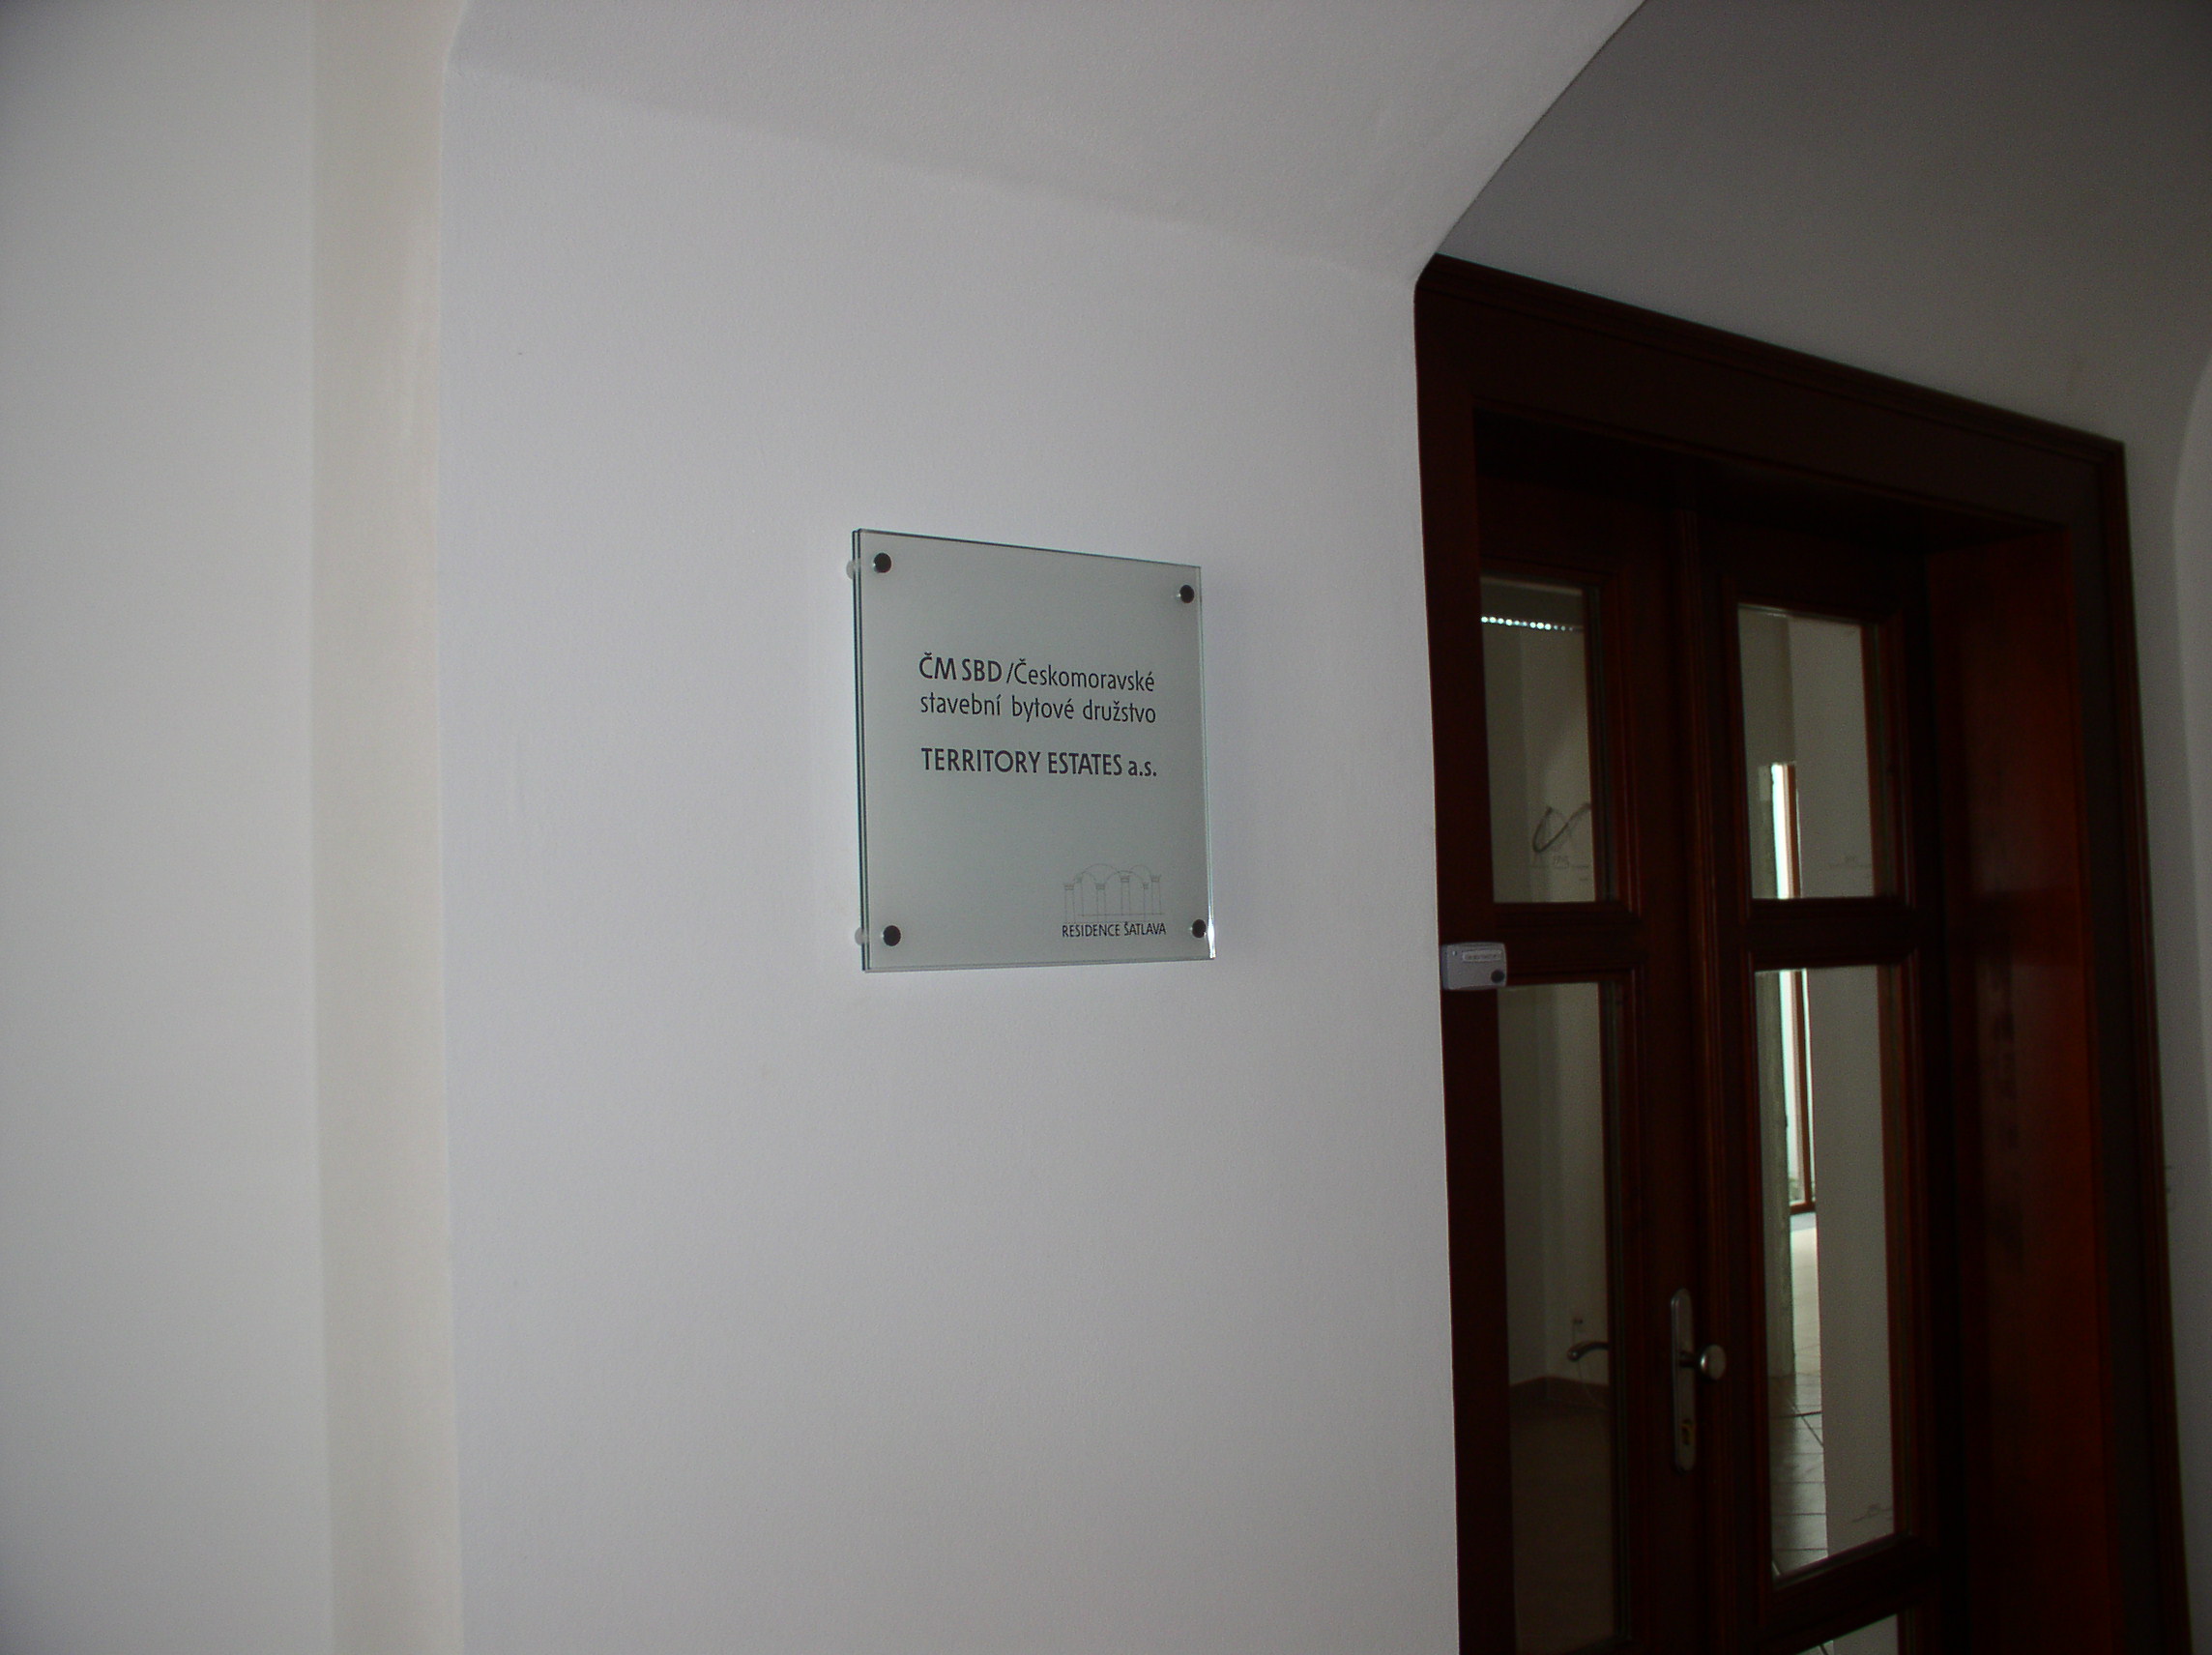 ČM SBD /Českomoravské
stavební bytové družstvo
TERRITORY ESTATES a.s.
RESIDENCE ŠATLAVA